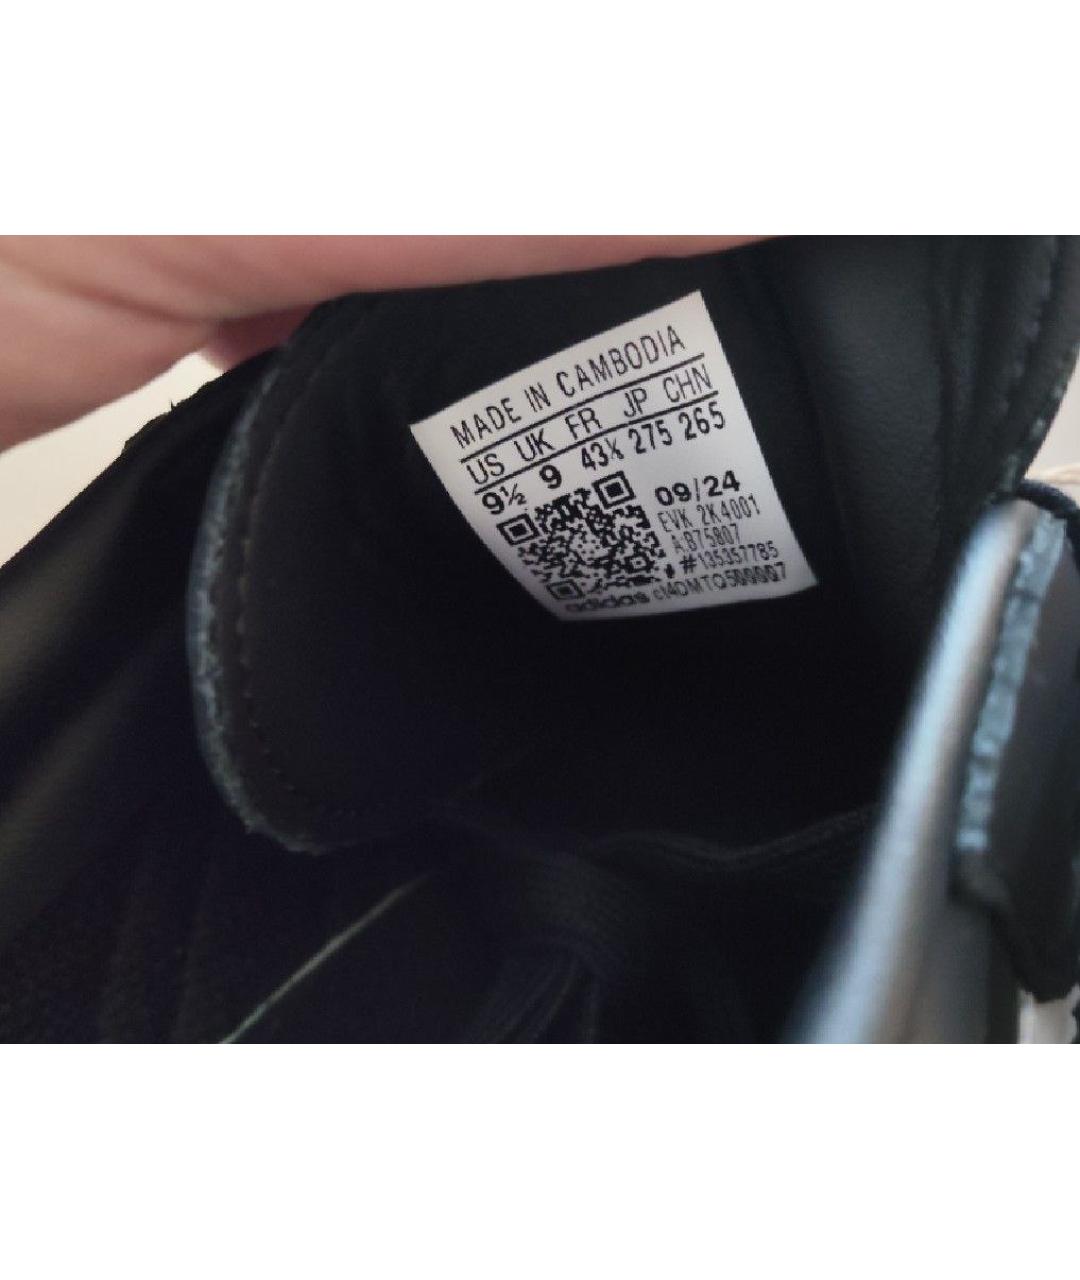 MADE IN CAMBODIA
US UK FR JP CHN
9½ 9 43⅓ 275 265
09/24
EVK 2K4001
#135357785
adidas